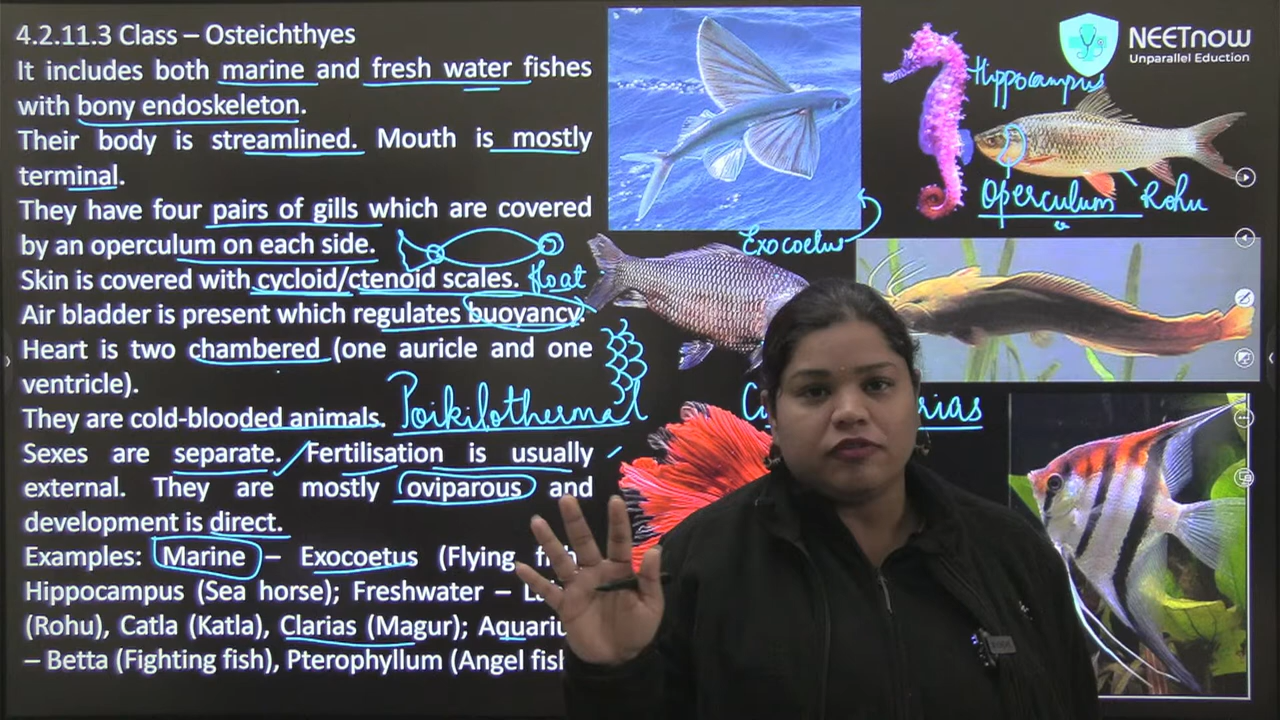 4.2.11.3 Class – Osteichthyes
It includes both marine and fresh water fishes
with bony endoskeleton.
Their body is streamlined. Mouth is mostly
terminal.
They have four pairs of gills which are covered
by an operculum on each side.
Skin is covered with cycloid/ctenoid scales. float
Air bladder is present which regulates buoyancy.
Heart is two chambered (one auricle and one
ventricle).
They are cold-blooded animals. Poikilothermal
Sexes are separate. Fertilisation is usually
external. They are mostly oviparous and
development is direct.
Examples: Marine – Exocoetus (Flying fish
Hippocampus (Sea horse); Freshwater –
(Rohu), Catla (Katla), Clarias (Magur); Aquariu
– Betta (Fighting fish), Pterophyllum (Angel fish
NEETnow
Unparallel Eduction
Hippocampus
Operculum
Rohu
Exocoetus